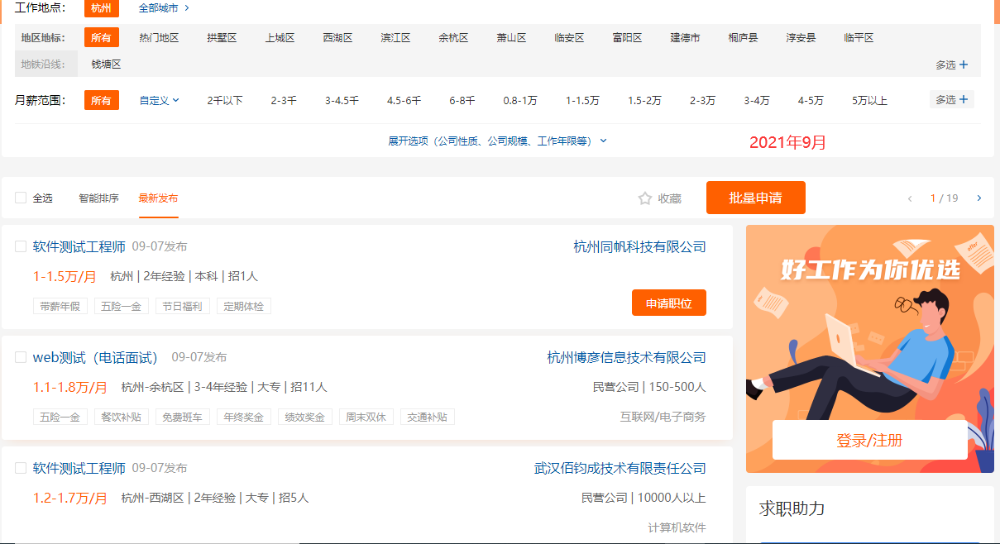 工作地点： 杭州 全部城市
地区地标： 所有 热门地区 拱墅区 上城区 西湖区 滨江区 余杭区 萧山区 临安区 富阳区 建德市 桐庐县 淳安县 临平区
地铁沿线： 钱塘区 多选 +
月薪范围： 所有 自定义 2千以下 2-3千 3-4.5千 4.5-6千 6-8千 0.8-1万 1-1.5万 1.5-2万 2-3万 3-4万 4-5万 5万以上 多选 +
展开选项（公司性质、公司规模、工作年限等） 2021年9月
全选 智能排序 最新发布 收藏 批量申请 1 / 19
软件测试工程师 09-07发布 杭州同帆科技有限公司
1-1.5万/月 杭州 | 2年经验 | 本科 | 招1人
带薪年假 五险一金 节日福利 定期体检 申请职位
web测试（电话面试） 09-07发布 杭州博彦信息技术有限公司
1.1-1.8万/月 杭州-余杭区 | 3-4年经验 | 大专 | 招11人 民营公司 | 150-500人
五险一金 餐饮补贴 免费班车 年终奖金 绩效奖金 周末双休 交通补贴 互联网/电子商务
软件测试工程师 09-07发布 武汉佰钧成技术有限责任公司
1.2-1.7万/月 杭州-西湖区 | 2年经验 | 大专 | 招5人 民营公司 | 10000人以上
计算机软件
offer
好工作为你优选
登录/注册
求职助力